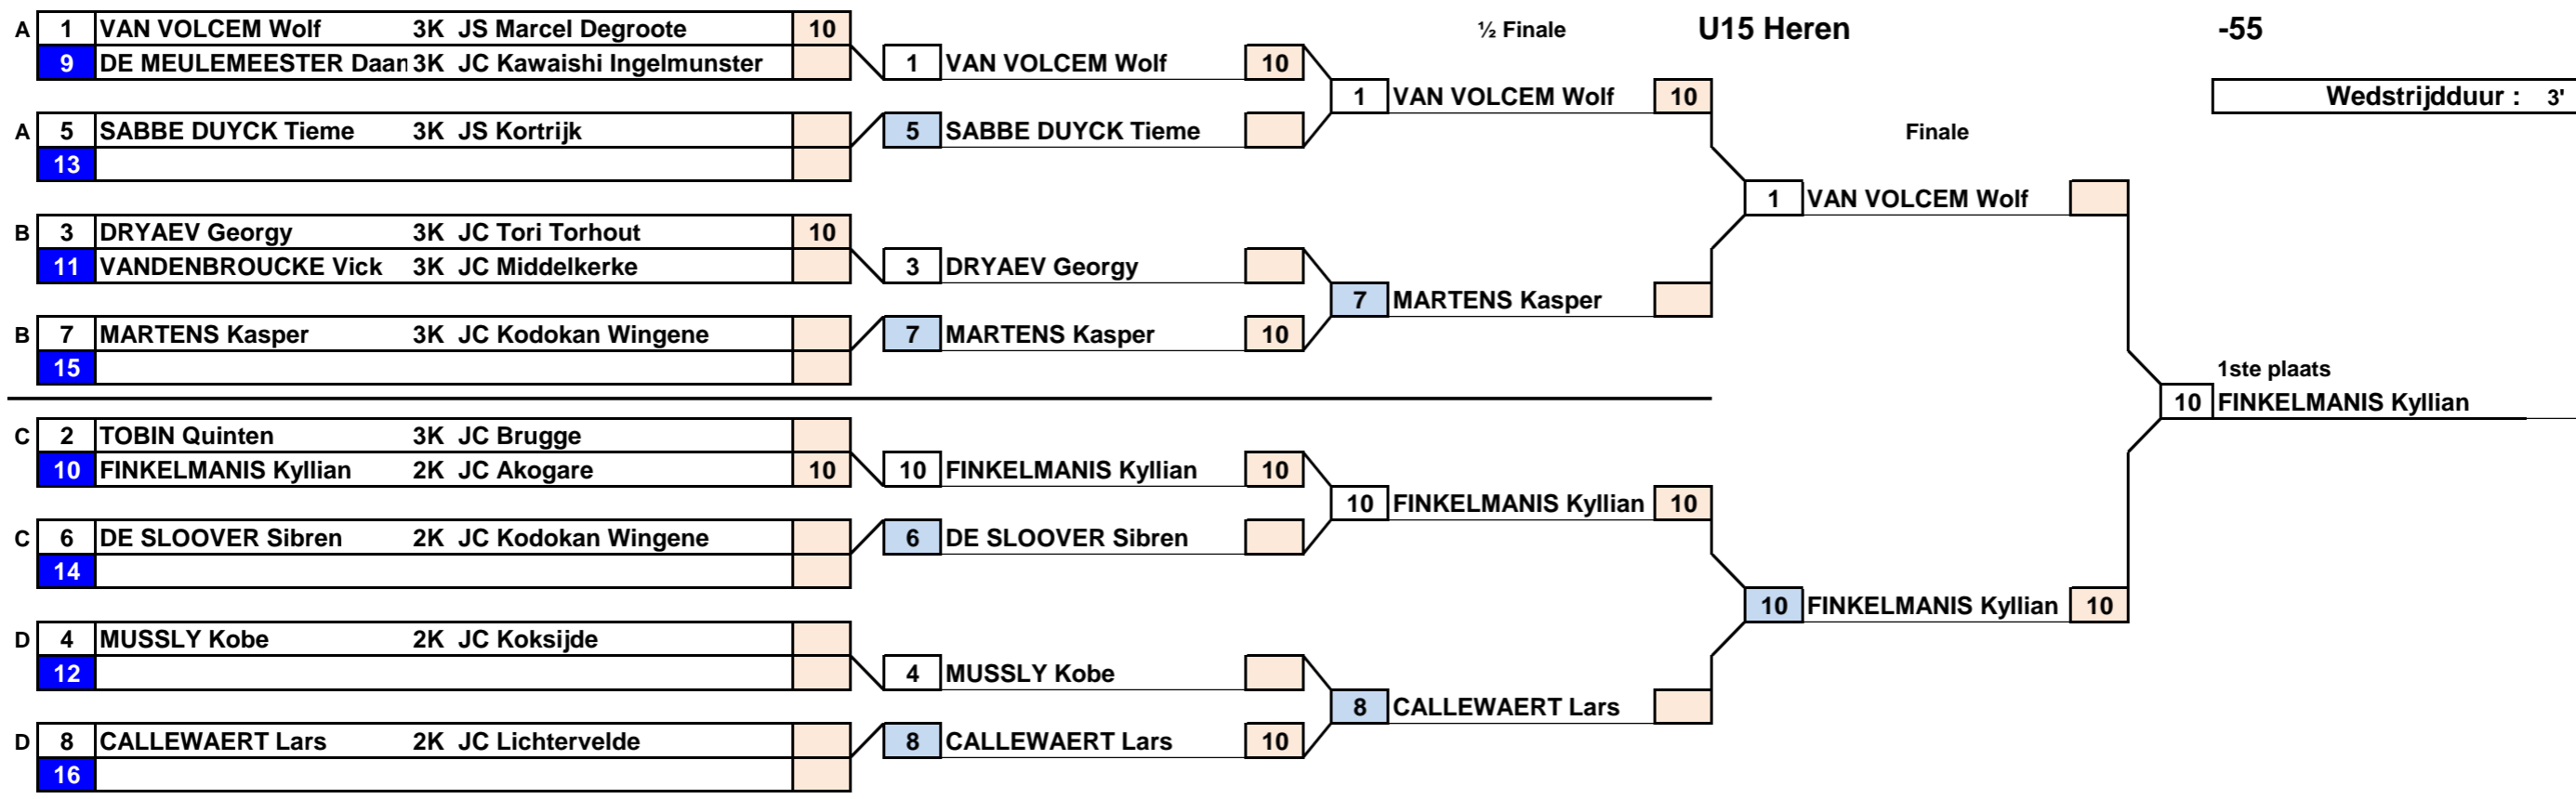 A 1 VAN VOLCEM Wolf 3K JS Marcel Degroote 10
9 DE MEULEMEESTER Daan 3K JC Kawaishi Ingelmunster
A 5 SABBE DUYCK Tieme 3K JS Kortrijk
13
B 3 DRYAEV Georgy 3K JC Tori Torhout 10
11 VANDENBROUCKE Vick 3K JC Middelkerke
B 7 MARTENS Kasper 3K JC Kodokan Wingene
15
C 2 TOBIN Quinten 3K JC Brugge
10 FINKELMANIS Kyllian 2K JC Akogare 10
C 6 DE SLOOVER Sibren 2K JC Kodokan Wingene
14
D 4 MUSSLY Kobe 2K JC Koksijde
12
D 8 CALLEWAERT Lars 2K JC Lichtervelde
16
1 VAN VOLCEM Wolf 10
5 SABBE DUYCK Tieme
3 DRYAEV Georgy
7 MARTENS Kasper 10
10 FINKELMANIS Kyllian 10
6 DE SLOOVER Sibren
4 MUSSLY Kobe
8 CALLEWAERT Lars 10
½ Finale
1 VAN VOLCEM Wolf 10
7 MARTENS Kasper
10 FINKELMANIS Kyllian 10
8 CALLEWAERT Lars
U15 Heren -55
Wedstrijdduur : 3'
Finale
1 VAN VOLCEM Wolf
10 FINKELMANIS Kyllian 10
1ste plaats
10 FINKELMANIS Kyllian